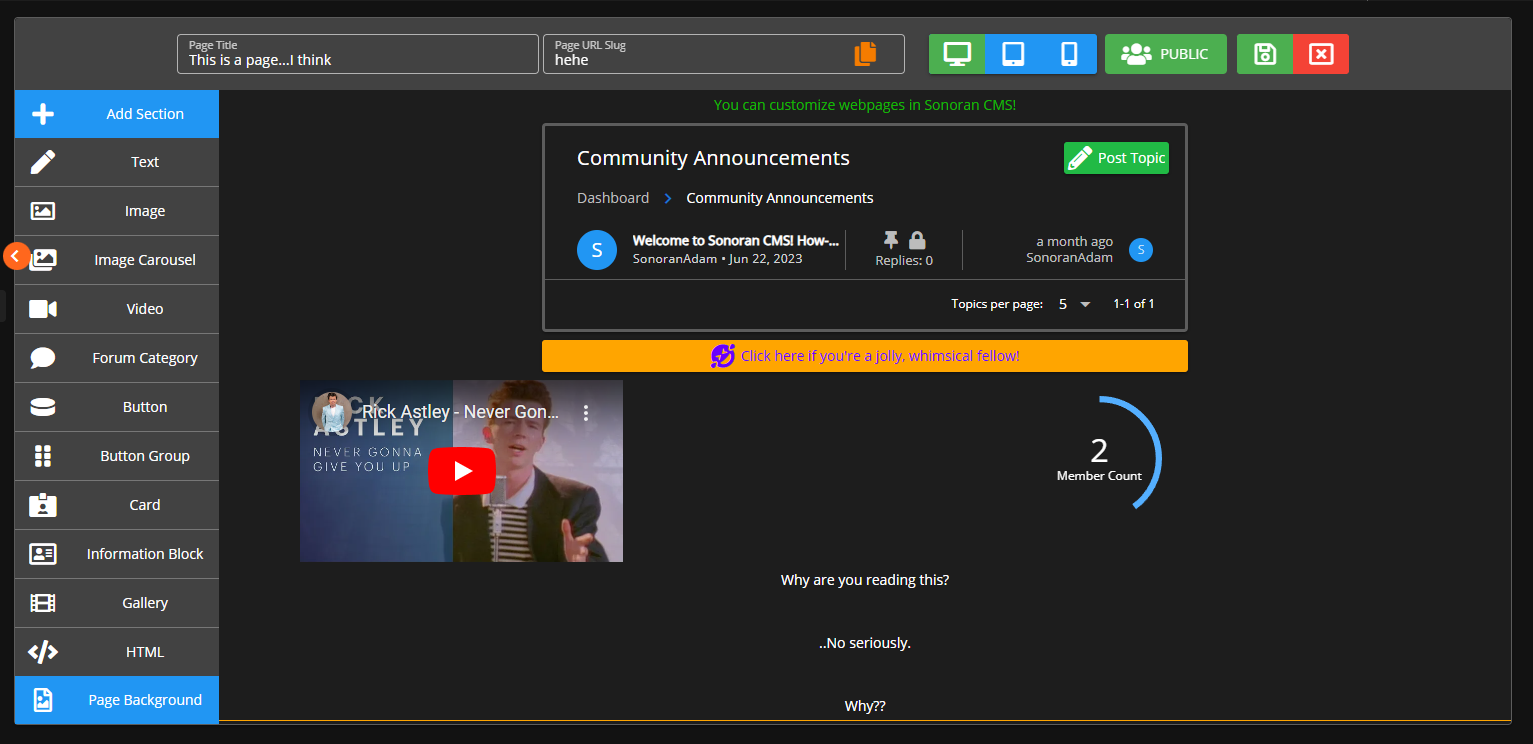 Page Title
This is a page...I think
Page URL Slug
hehe
PUBLIC
Add Section
Text
Image
Image Carousel
Video
Forum Category
Button
Button Group
Card
Information Block
Gallery
HTML
Page Background
You can customize webpages in Sonoran CMS!
Community Announcements
Post Topic
Dashboard
Community Announcements
S
Welcome to Sonoran CMS! How-...
SonoranAdam • Jun 22, 2023
Replies: 0
a month ago
SonoranAdam
S
Topics per page:
5
1-1 of 1
Click here if you're a jolly, whimsical fellow!
Rick Astley - Never Gon...
RICK
ASTLEY
NEVER GONNA
GIVE YOU UP
2
Member Count
Why are you reading this?
..No seriously.
Why??